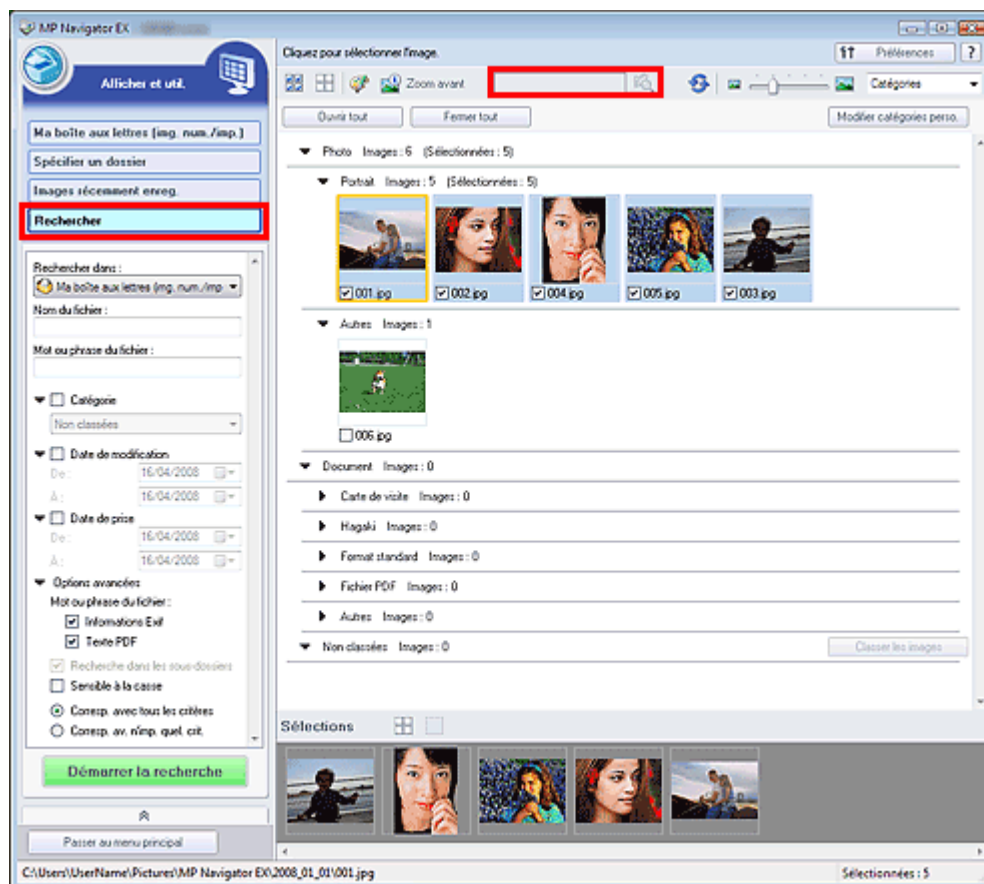 MP Navigator EX
Cliquez pour sélectionner l'image.
Préférences
?
Afficher et util.
Zoom avant
Catégories
Ouvrir tout
Fermer tout
Modifier catégories perso.
Ma boîte aux lettres (img. num./imp.)
Spécifier un dossier
Images récemment enreg.
Rechercher
Rechercher dans :
Ma boîte aux lettres (img. num./imp
Nom du fichier :
Mot ou phrase du fichier :
Catégorie
Non classées
Date de modification
De : 16/04/2008
À : 16/04/2008
Date de prise
De : 16/04/2008
À : 16/04/2008
Options avancées
Mot ou phrase du fichier :
Informations Exif
Texte PDF
Recherche dans les sous-dossiers
Sensible à la casse
Corresp. avec tous les critères
Corresp. av. n'imp. quel. crit.
Démarrer la recherche
Passer au menu principal
Photo Images : 6 (Sélectionnées : 5)
Portrait Images : 5 (Sélectionnées : 5)
001.jpg
002.jpg
004.jpg
005.jpg
003.jpg
Autres Images : 1
006.jpg
Document Images : 0
Carte de visite Images : 0
Hagaki Images : 0
Format standard Images : 0
Fichier PDF Images : 0
Autres Images : 0
Non classées Images : 0
Classer les images
Sélections
C:\Users\UserName\Pictures\MP Navigator EX\2008_01_01\001.jpg
Sélectionnées : 5